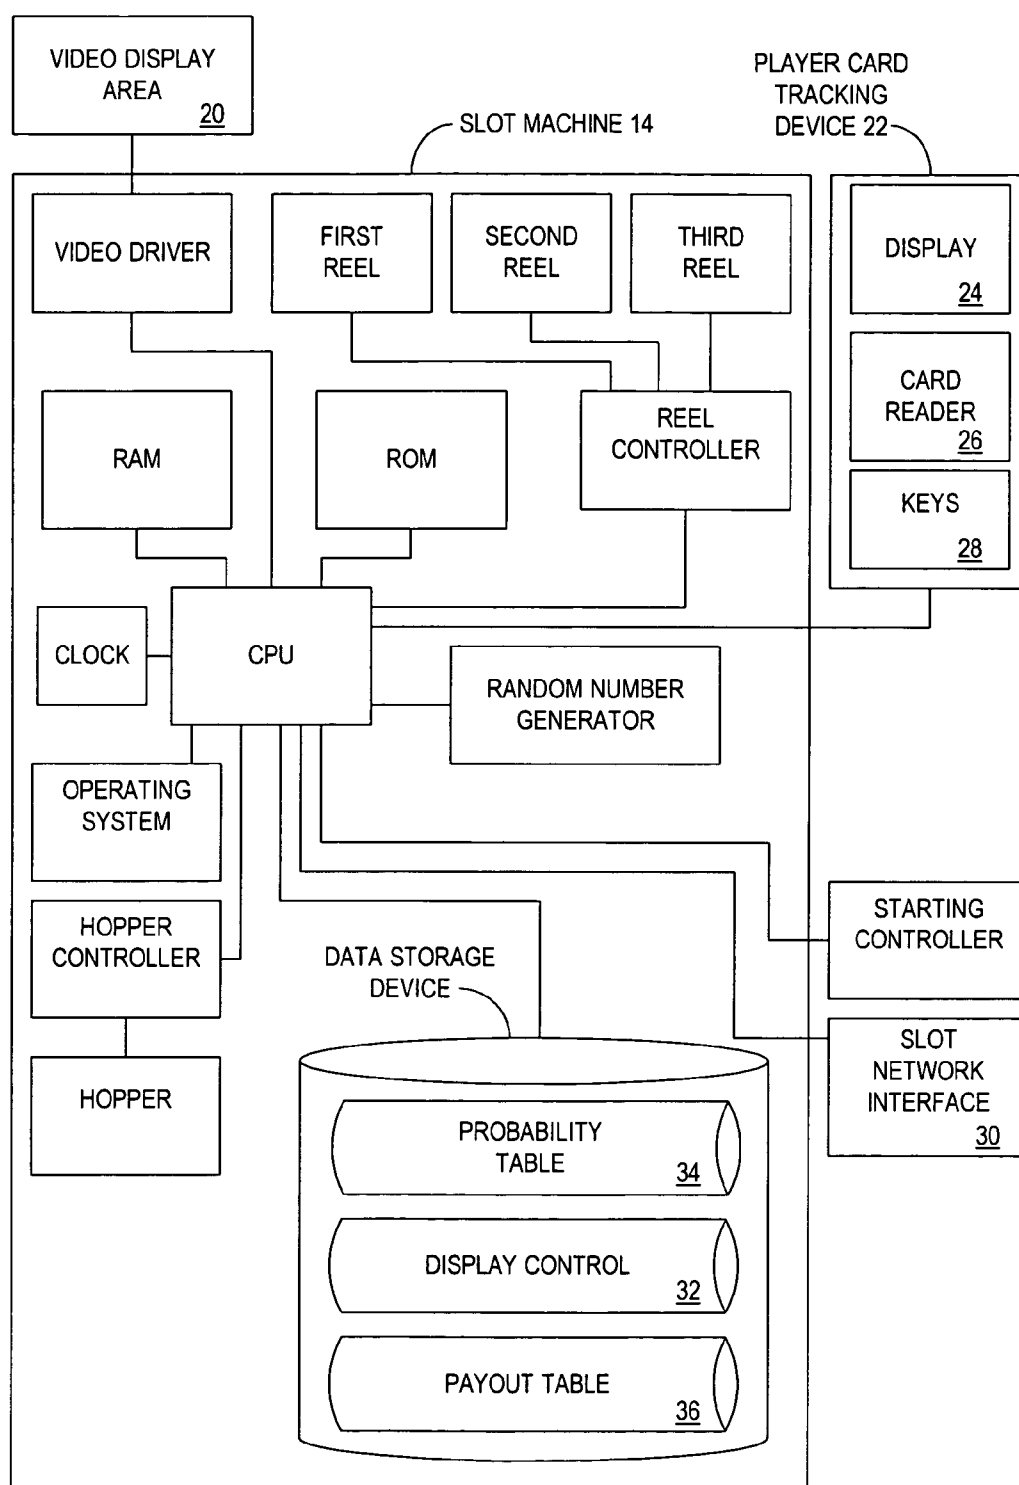 VIDEO DISPLAY
AREA
20
SLOT MACHINE 14
PLAYER CARD
TRACKING
DEVICE 22
VIDEO DRIVER
FIRST
REEL
SECOND
REEL
THIRD
REEL
DISPLAY
24
RAM
ROM
REEL
CONTROLLER
CARD
READER
26
KEYS
28
CLOCK
CPU
RANDOM NUMBER
GENERATOR
OPERATING
SYSTEM
HOPPER
CONTROLLER
STARTING
CONTROLLER
DATA STORAGE
DEVICE
HOPPER
SLOT
NETWORK
INTERFACE
30
PROBABILITY
TABLE
34
DISPLAY CONTROL
32
PAYOUT TABLE
36